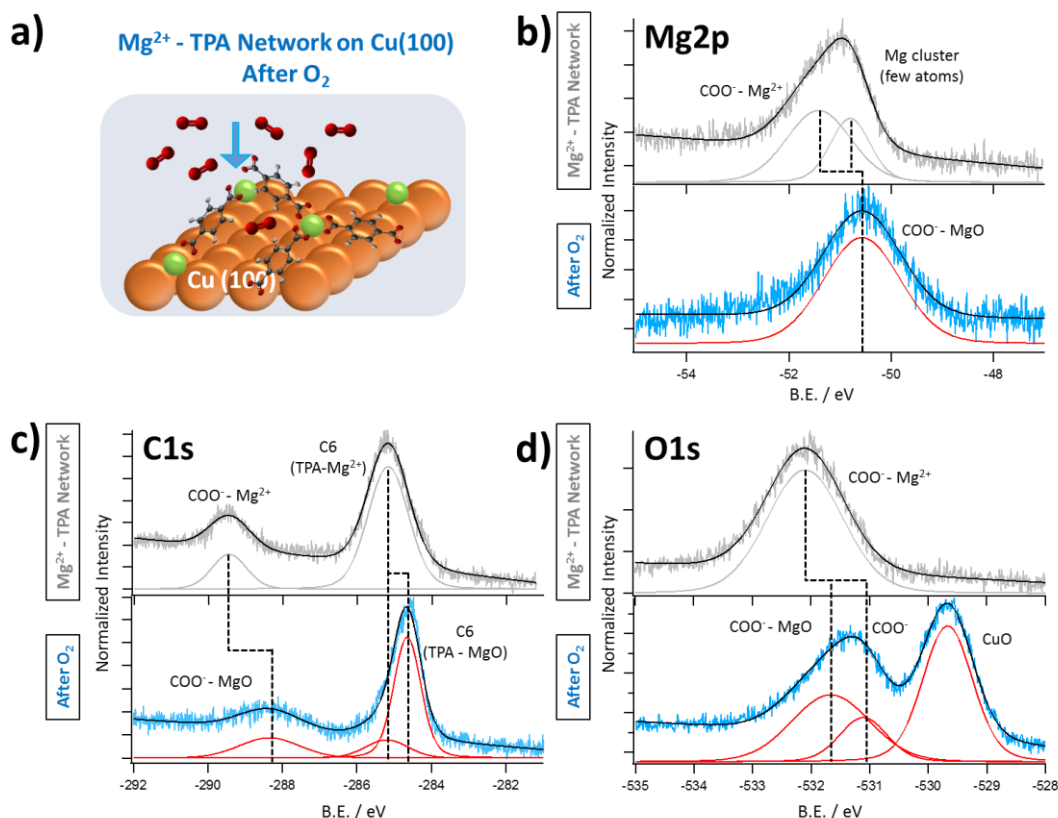 a)
Mg²⁺ - TPA Network on Cu(100)
After O₂
Cu (100)
b)
Mg2p
Mg²⁺ - TPA Network
After O₂
Normalized Intensity
COO⁻ - Mg²⁺
Mg cluster
(few atoms)
COO⁻ - MgO
-54
-52
-50
-48
B.E. / eV
c)
C1s
Mg²⁺ - TPA Network
After O₂
Normalized Intensity
COO⁻ - Mg²⁺
C6
(TPA-Mg²⁺)
COO⁻ - MgO
C6
(TPA - MgO)
-292
-290
-288
-286
-284
-282
B.E. / eV
d)
O1s
Mg²⁺ - TPA Network
After O₂
Normalized Intensity
COO⁻ - Mg²⁺
COO⁻ - MgO
COO⁻
CuO
-535
-534
-533
-532
-531
-530
-529
-528
B.E. / eV